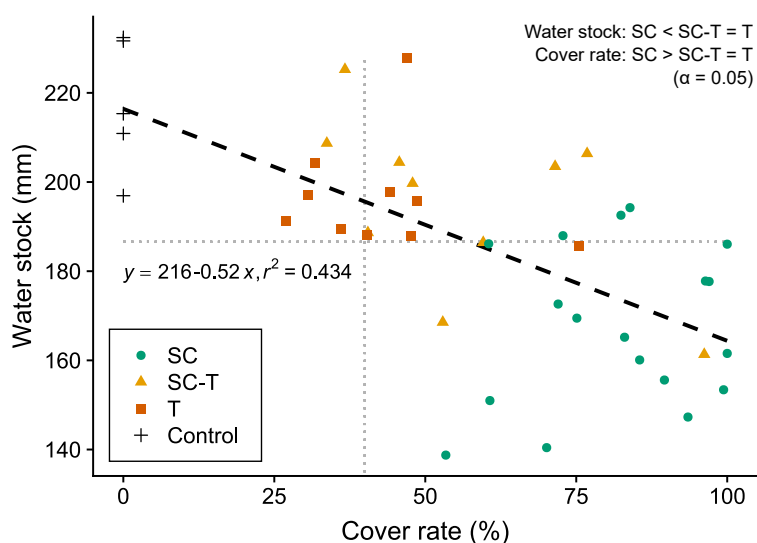 Water stock: SC < SC-T = T
Cover rate: SC > SC-T = T
(α = 0.05)
Water stock (mm)
220
200
180
160
140
y = 216-0.52 x, r² = 0.434
SC
SC-T
T
Control
0
25
50
75
100
Cover rate (%)